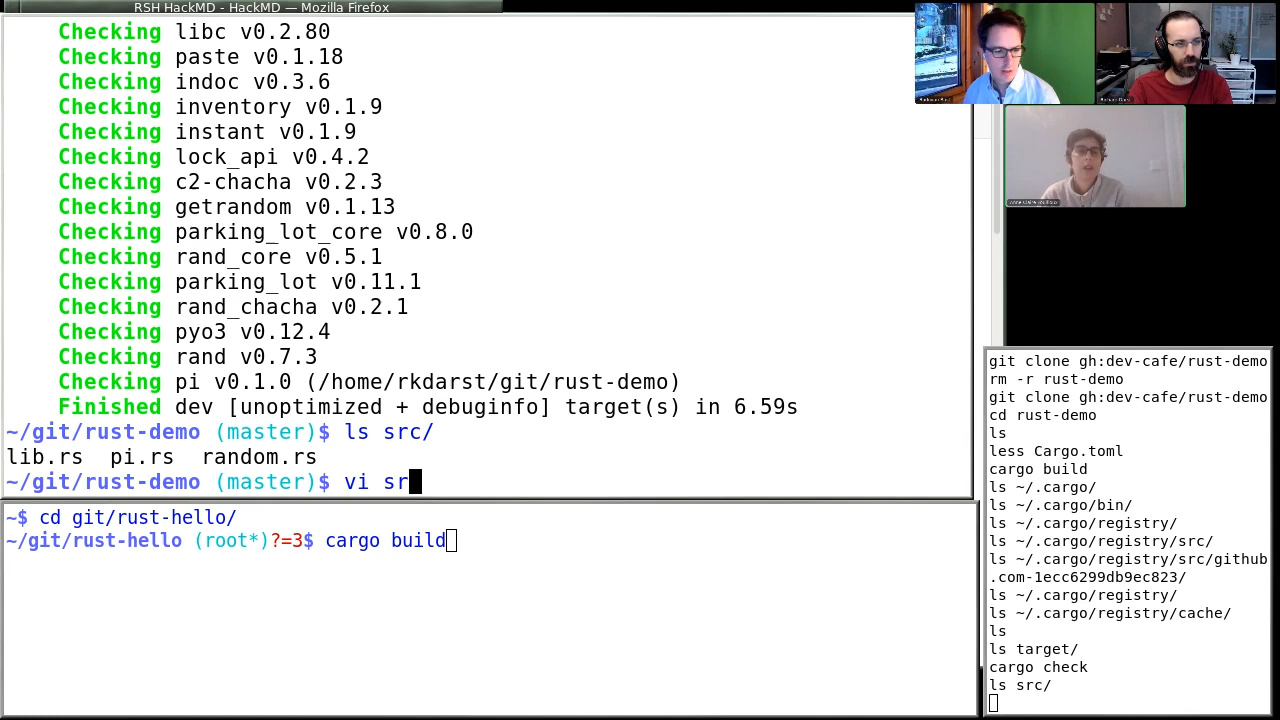 RSH HackMD - HackMD — Mozilla Firefox
Checking libc v0.2.80
Checking paste v0.1.18
Checking indoc v0.3.6
Checking inventory v0.1.9
Checking instant v0.1.9
Checking lock_api v0.4.2
Checking c2-chacha v0.2.3
Checking getrandom v0.1.13
Checking parking_lot_core v0.8.0
Checking rand_core v0.5.1
Checking parking_lot v0.11.1
Checking rand_chacha v0.2.1
Checking pyo3 v0.12.4
Checking rand v0.7.3
Checking pi v0.1.0 (/home/rkdarst/git/rust-demo)
Finished dev [unoptimized + debuginfo] target(s) in 6.59s
~/git/rust-demo (master)$ ls src/
lib.rs pi.rs random.rs
~/git/rust-demo (master)$ vi sr
~$ cd git/rust-hello/
~/git/rust-hello (root*)?=3$ cargo build
git clone gh:dev-cafe/rust-demo
rm -r rust-demo
git clone gh:dev-cafe/rust-demo
cd rust-demo
ls
less Cargo.toml
cargo build
ls ~/.cargo/
ls ~/.cargo/bin/
ls ~/.cargo/registry/
ls ~/.cargo/registry/src/
ls ~/.cargo/registry/src/github
.com-1ecc6299db9ec823/
ls ~/.cargo/registry/
ls ~/.cargo/registry/cache/
ls
ls target/
cargo check
ls src/